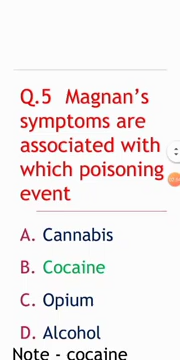 Q.5 Magnan's
symptoms are
associated with
which poisoning
event
A. Cannabis
B. Cocaine
C. Opium
D. Alcohol
Note - cocaine